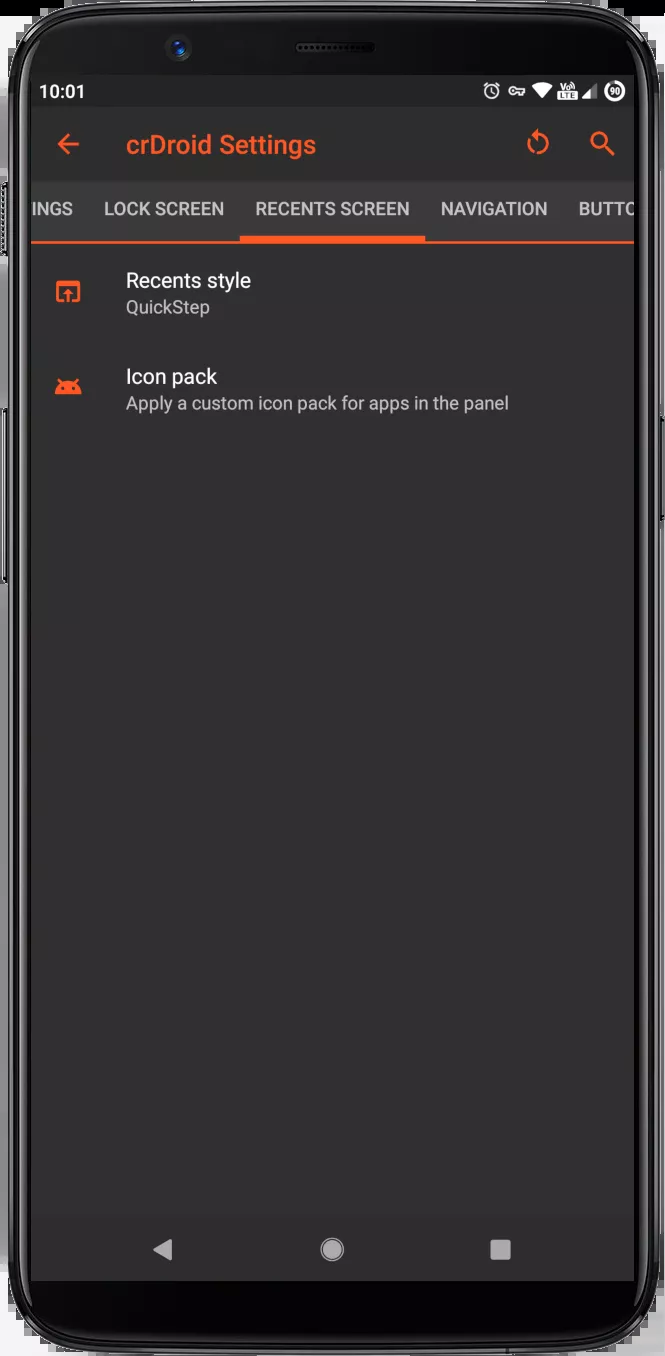 10:01
Vo))
LTE
90
crDroid Settings
INGS LOCK SCREEN RECENTS SCREEN NAVIGATION BUTTO
Recents style
QuickStep
Icon pack
Apply a custom icon pack for apps in the panel